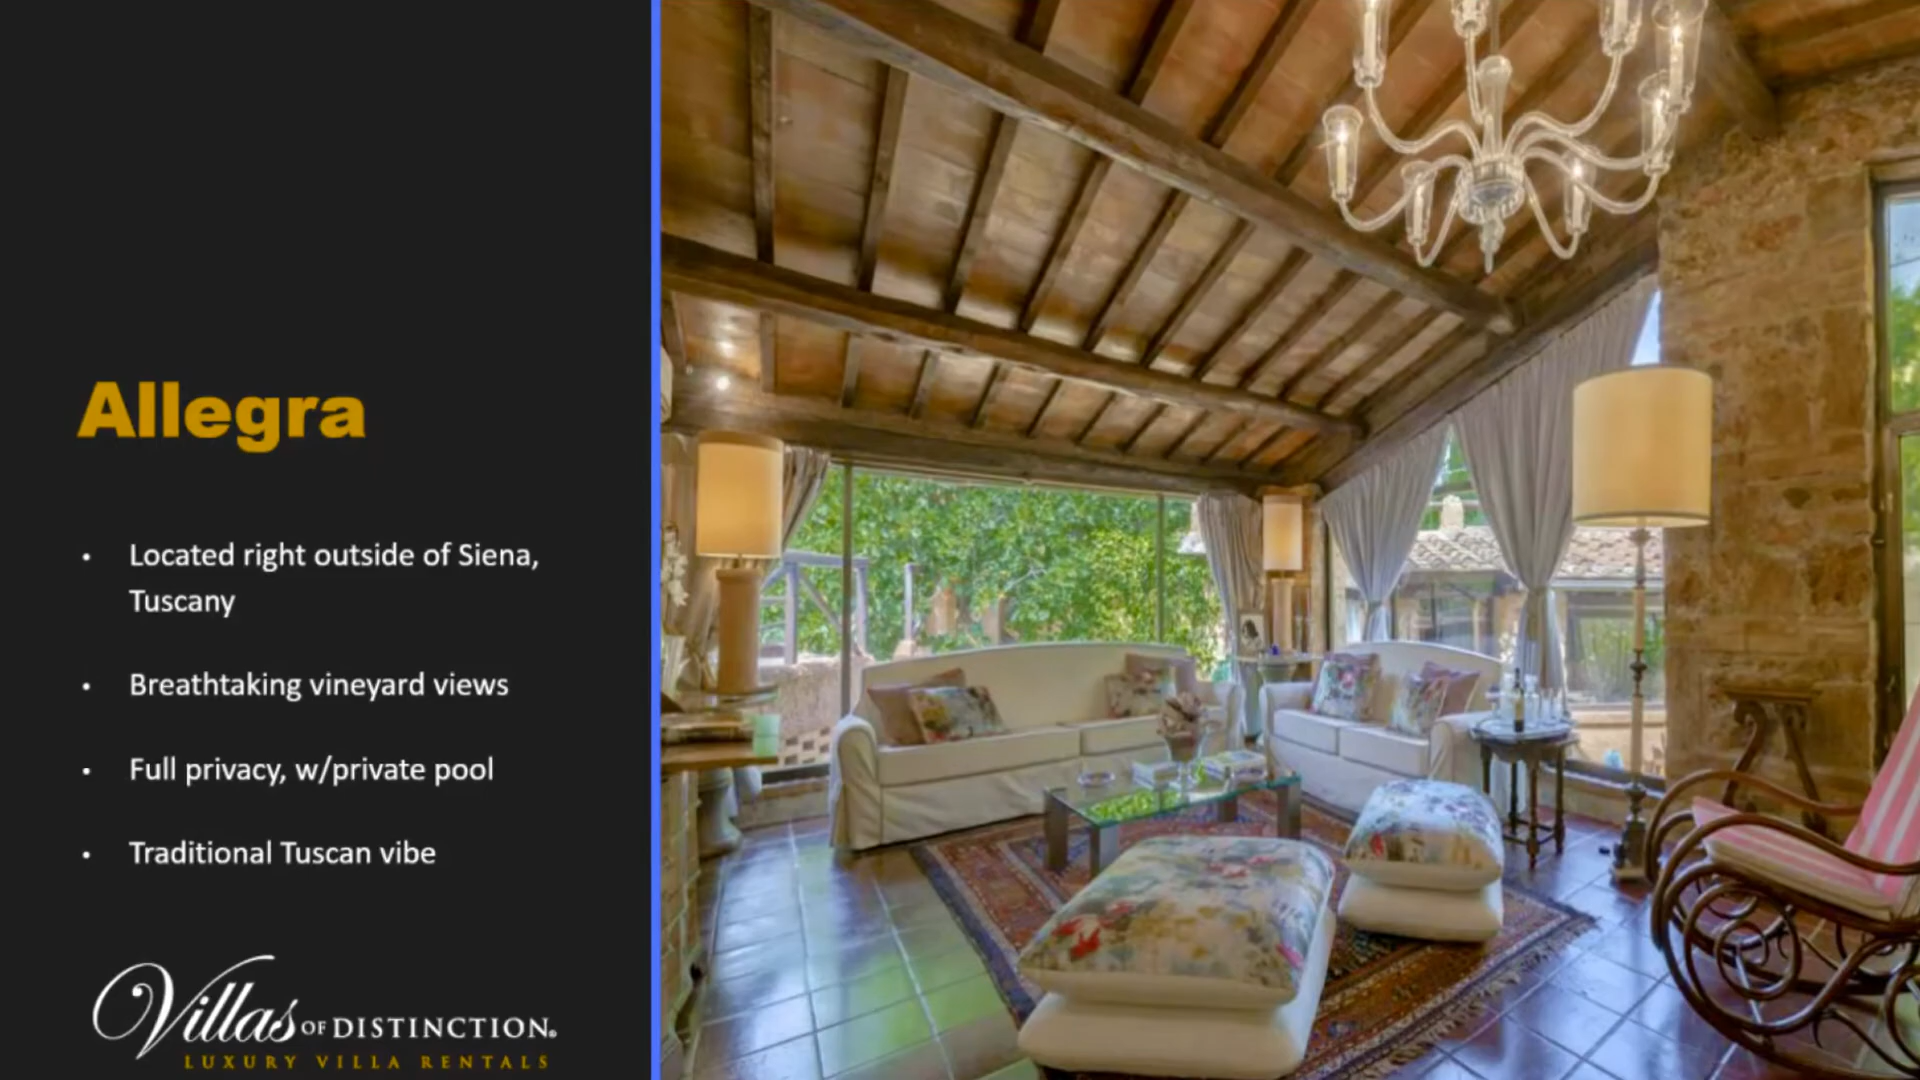 Allegra
• Located right outside of Siena,
Tuscany
• Breathtaking vineyard views
• Full privacy, w/private pool
• Traditional Tuscan vibe
Villas OF DISTINCTION®
LUXURY VILLA RENTALS